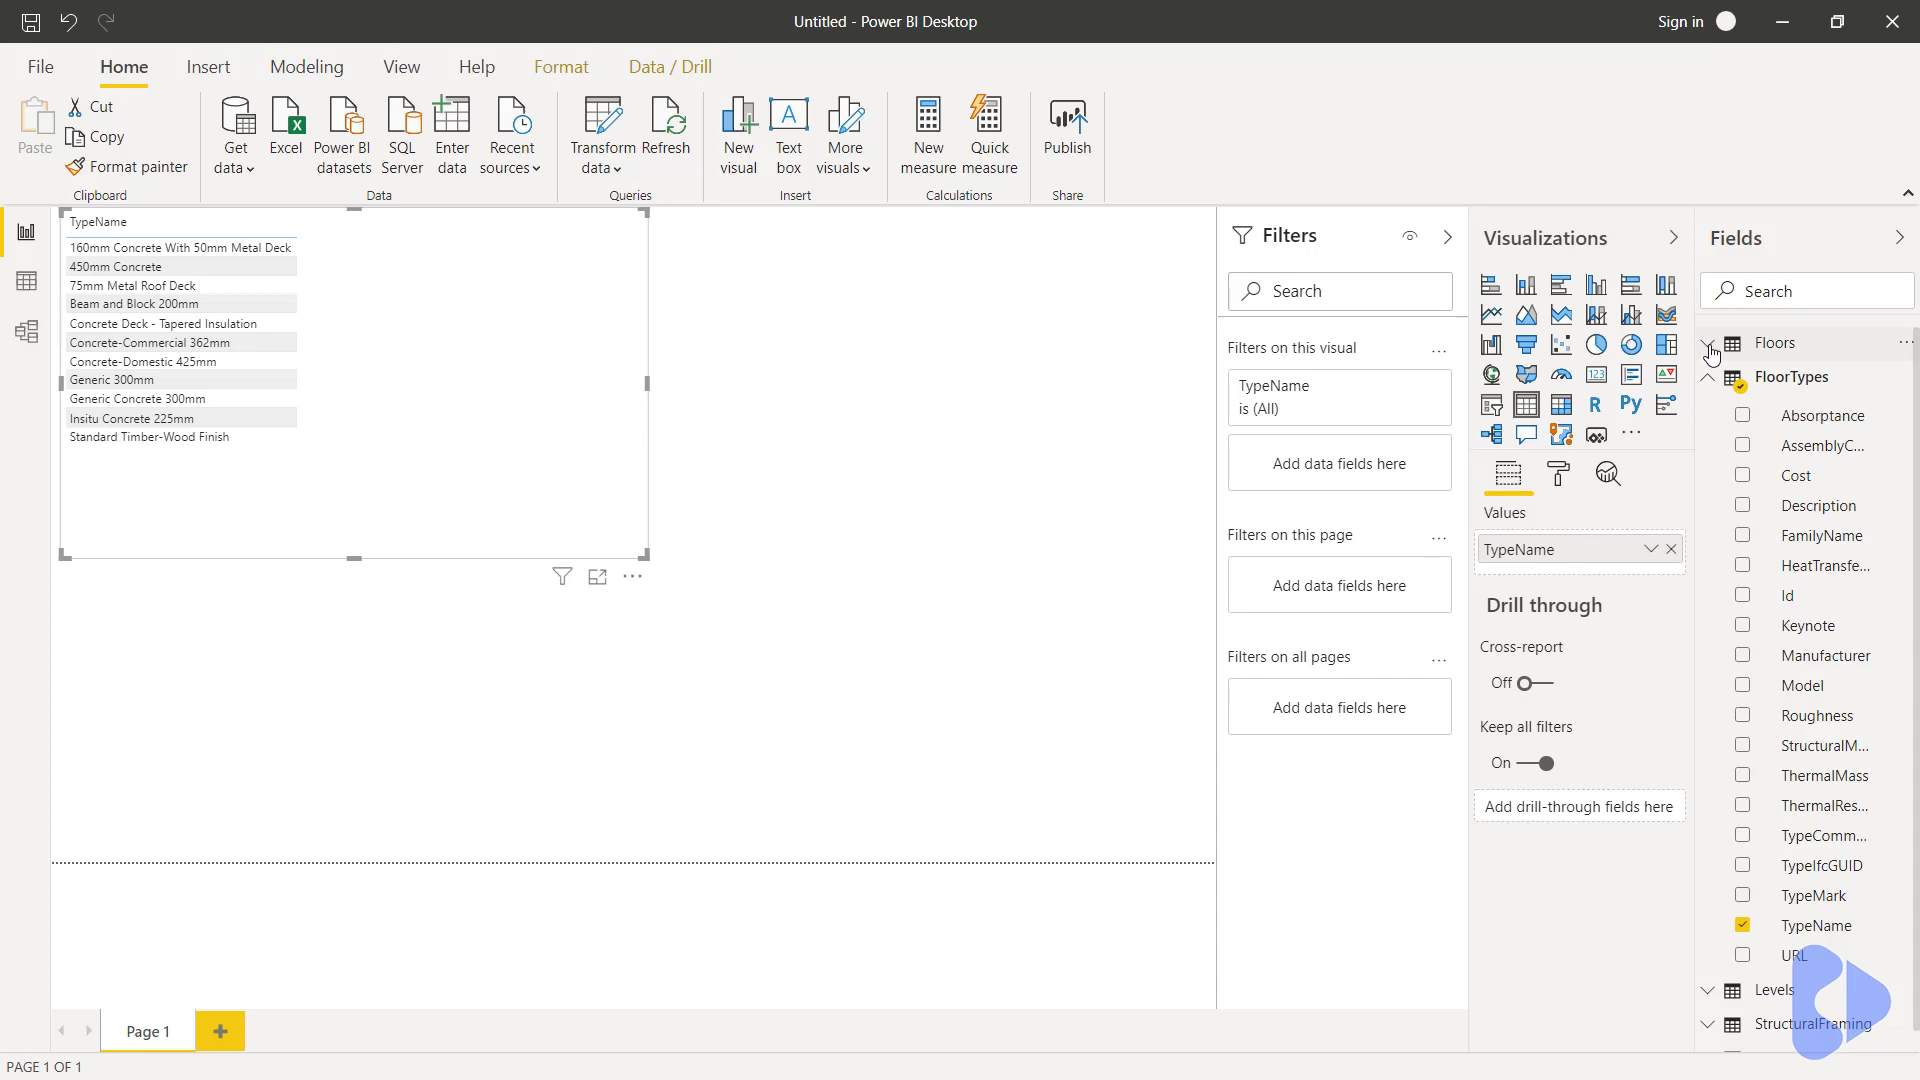 Untitled - Power BI Desktop
Sign in
File Home Insert Modeling View Help Format Data / Drill
Paste
Cut
Copy
Format painter
Clipboard
Get data
Excel
Power BI datasets
SQL Server
Enter data
Recent sources
Data
Transform data
Refresh
Queries
New visual
Text box
More visuals
Insert
New measure
Quick measure
Calculations
Publish
Share
TypeName
160mm Concrete With 50mm Metal Deck
450mm Concrete
75mm Metal Roof Deck
Beam and Block 200mm
Concrete Deck - Tapered Insulation
Concrete-Commercial 362mm
Concrete-Domestic 425mm
Generic 300mm
Generic Concrete 300mm
Insitu Concrete 225mm
Standard Timber-Wood Finish
Filters
Search
Filters on this visual
TypeName
is (All)
Add data fields here
Filters on this page
Add data fields here
Filters on all pages
Add data fields here
Visualizations
123
R
Py
Values
TypeName
Drill through
Cross-report
Off
Keep all filters
On
Add drill-through fields here
Fields
Search
Floors
FloorTypes
Absorptance
AssemblyC...
Cost
Description
FamilyName
HeatTransfe...
Id
Keynote
Manufacturer
Model
Roughness
StructuralM...
ThermalMass
ThermalRes...
TypeComm...
TypeIfcGUID
TypeMark
TypeName
URL
Levels
StructuralFraming
Page 1
PAGE 1 OF 1